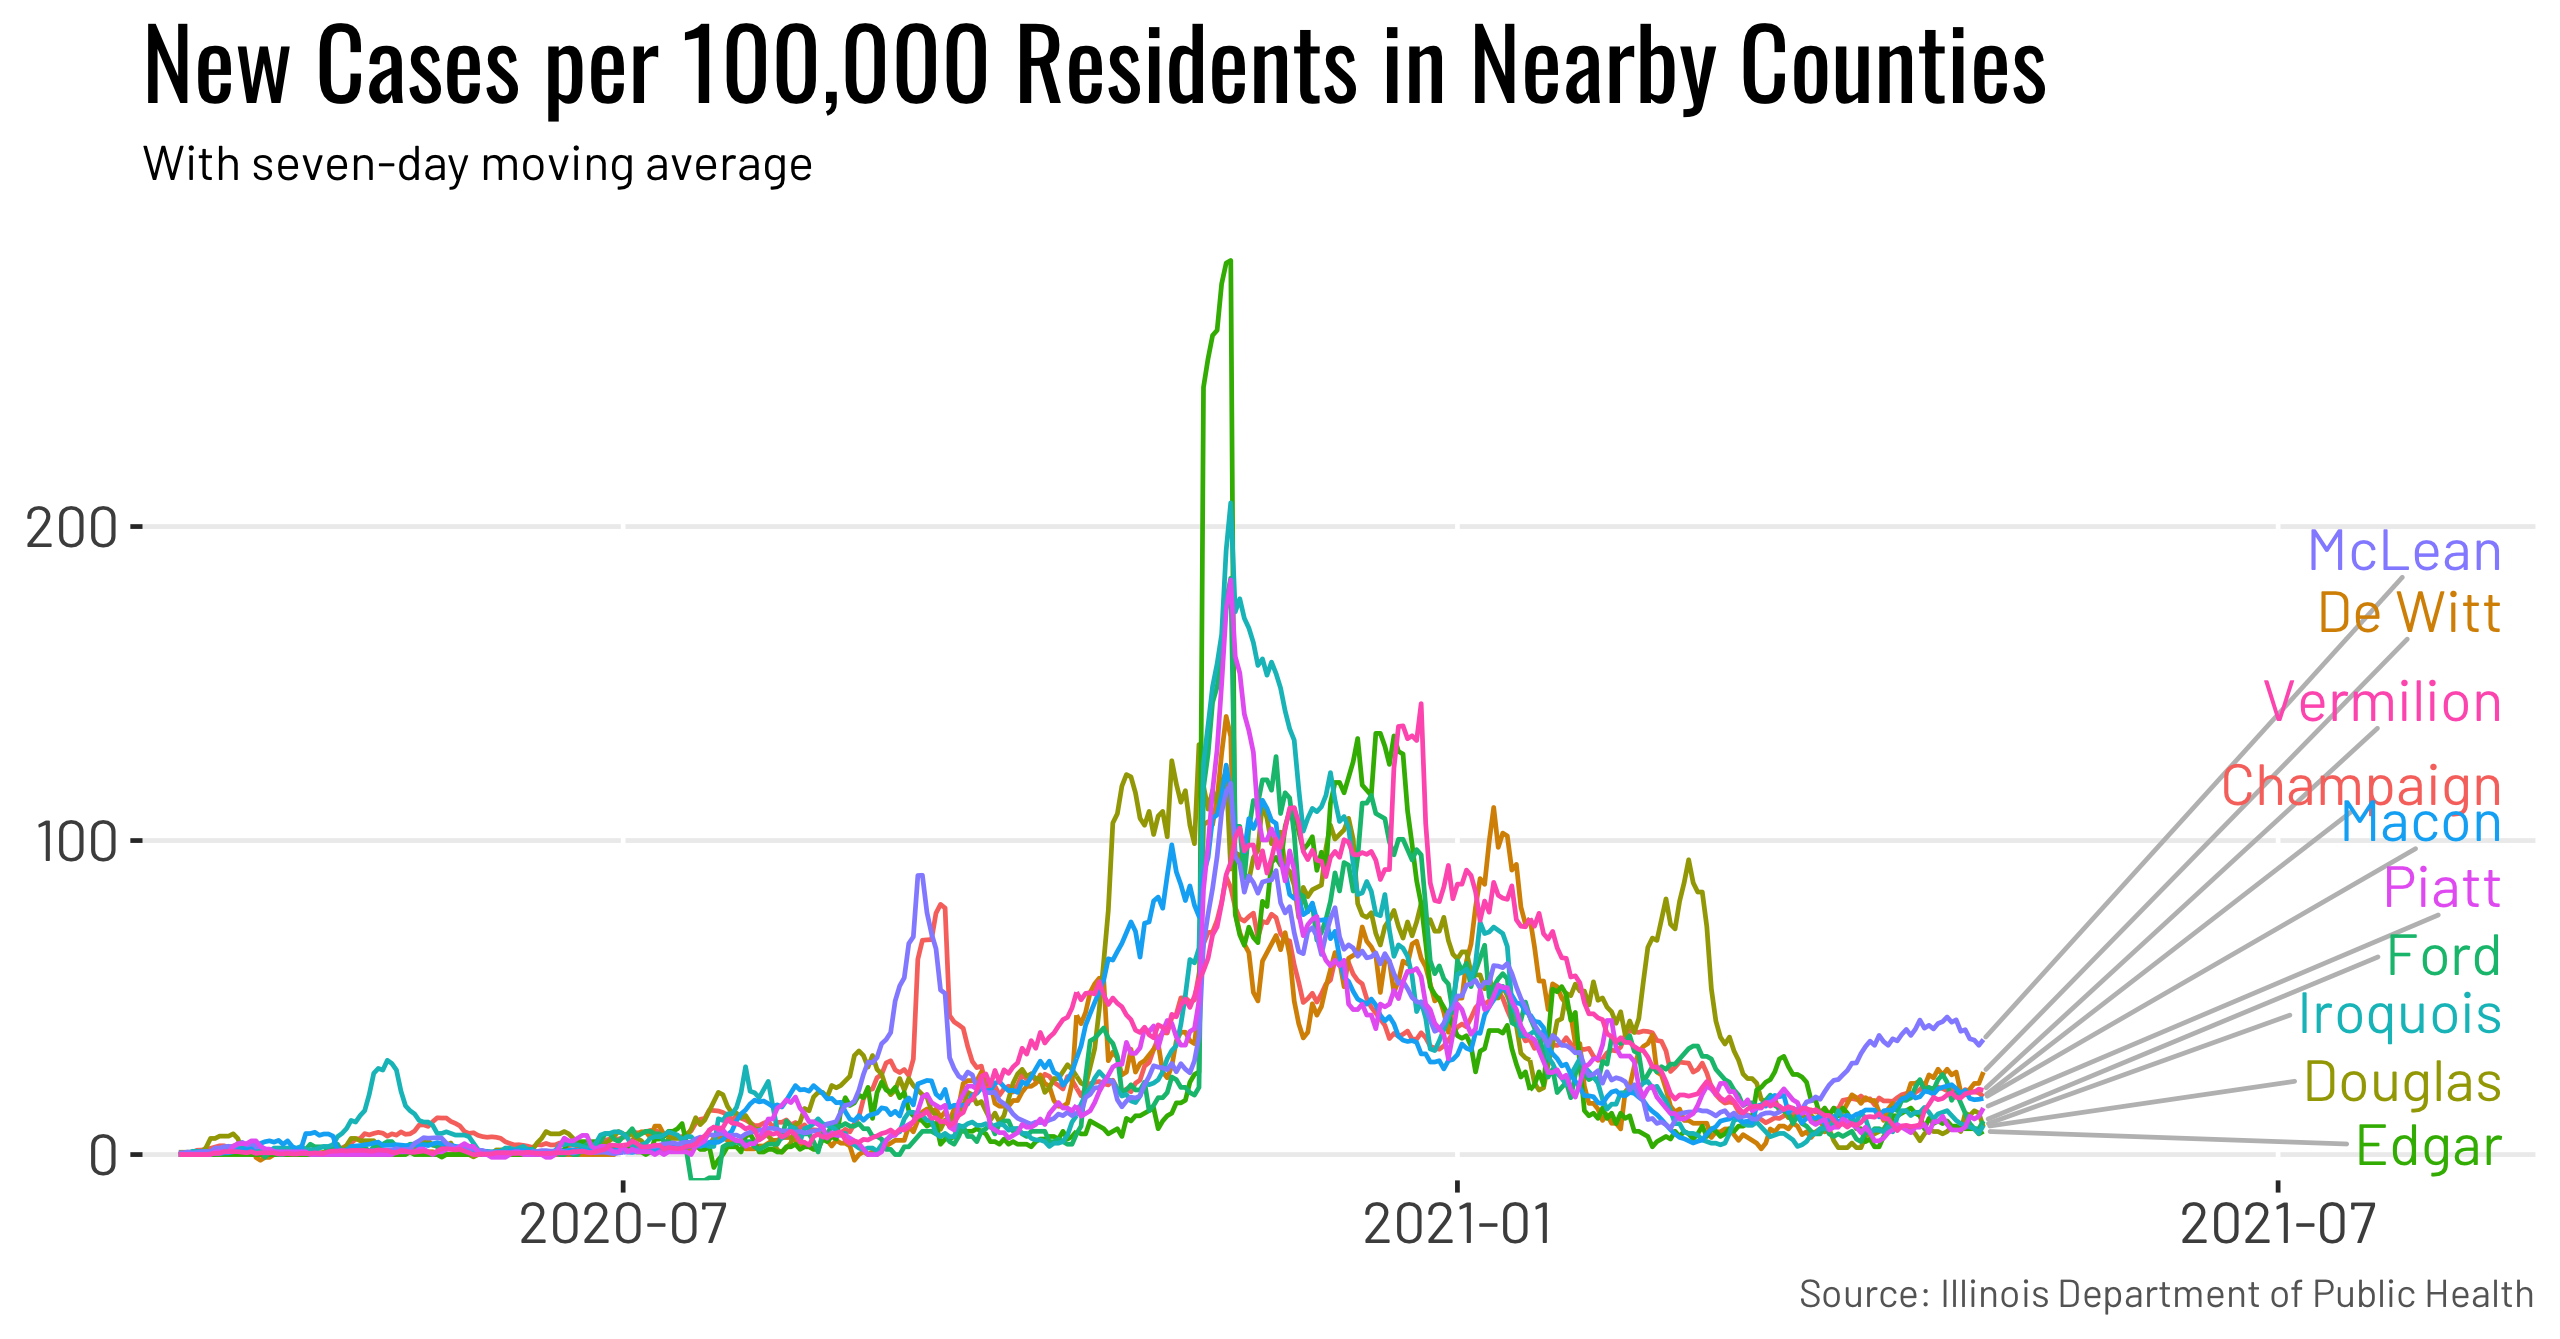 New Cases per 100,000 Residents in Nearby Counties
With seven-day moving average
200
100
0
McLean
De Witt
Vermilion
Champaign
Macon
Piatt
Ford
Iroquois
Douglas
Edgar
2020-07
2021-01
2021-07
Source: Illinois Department of Public Health